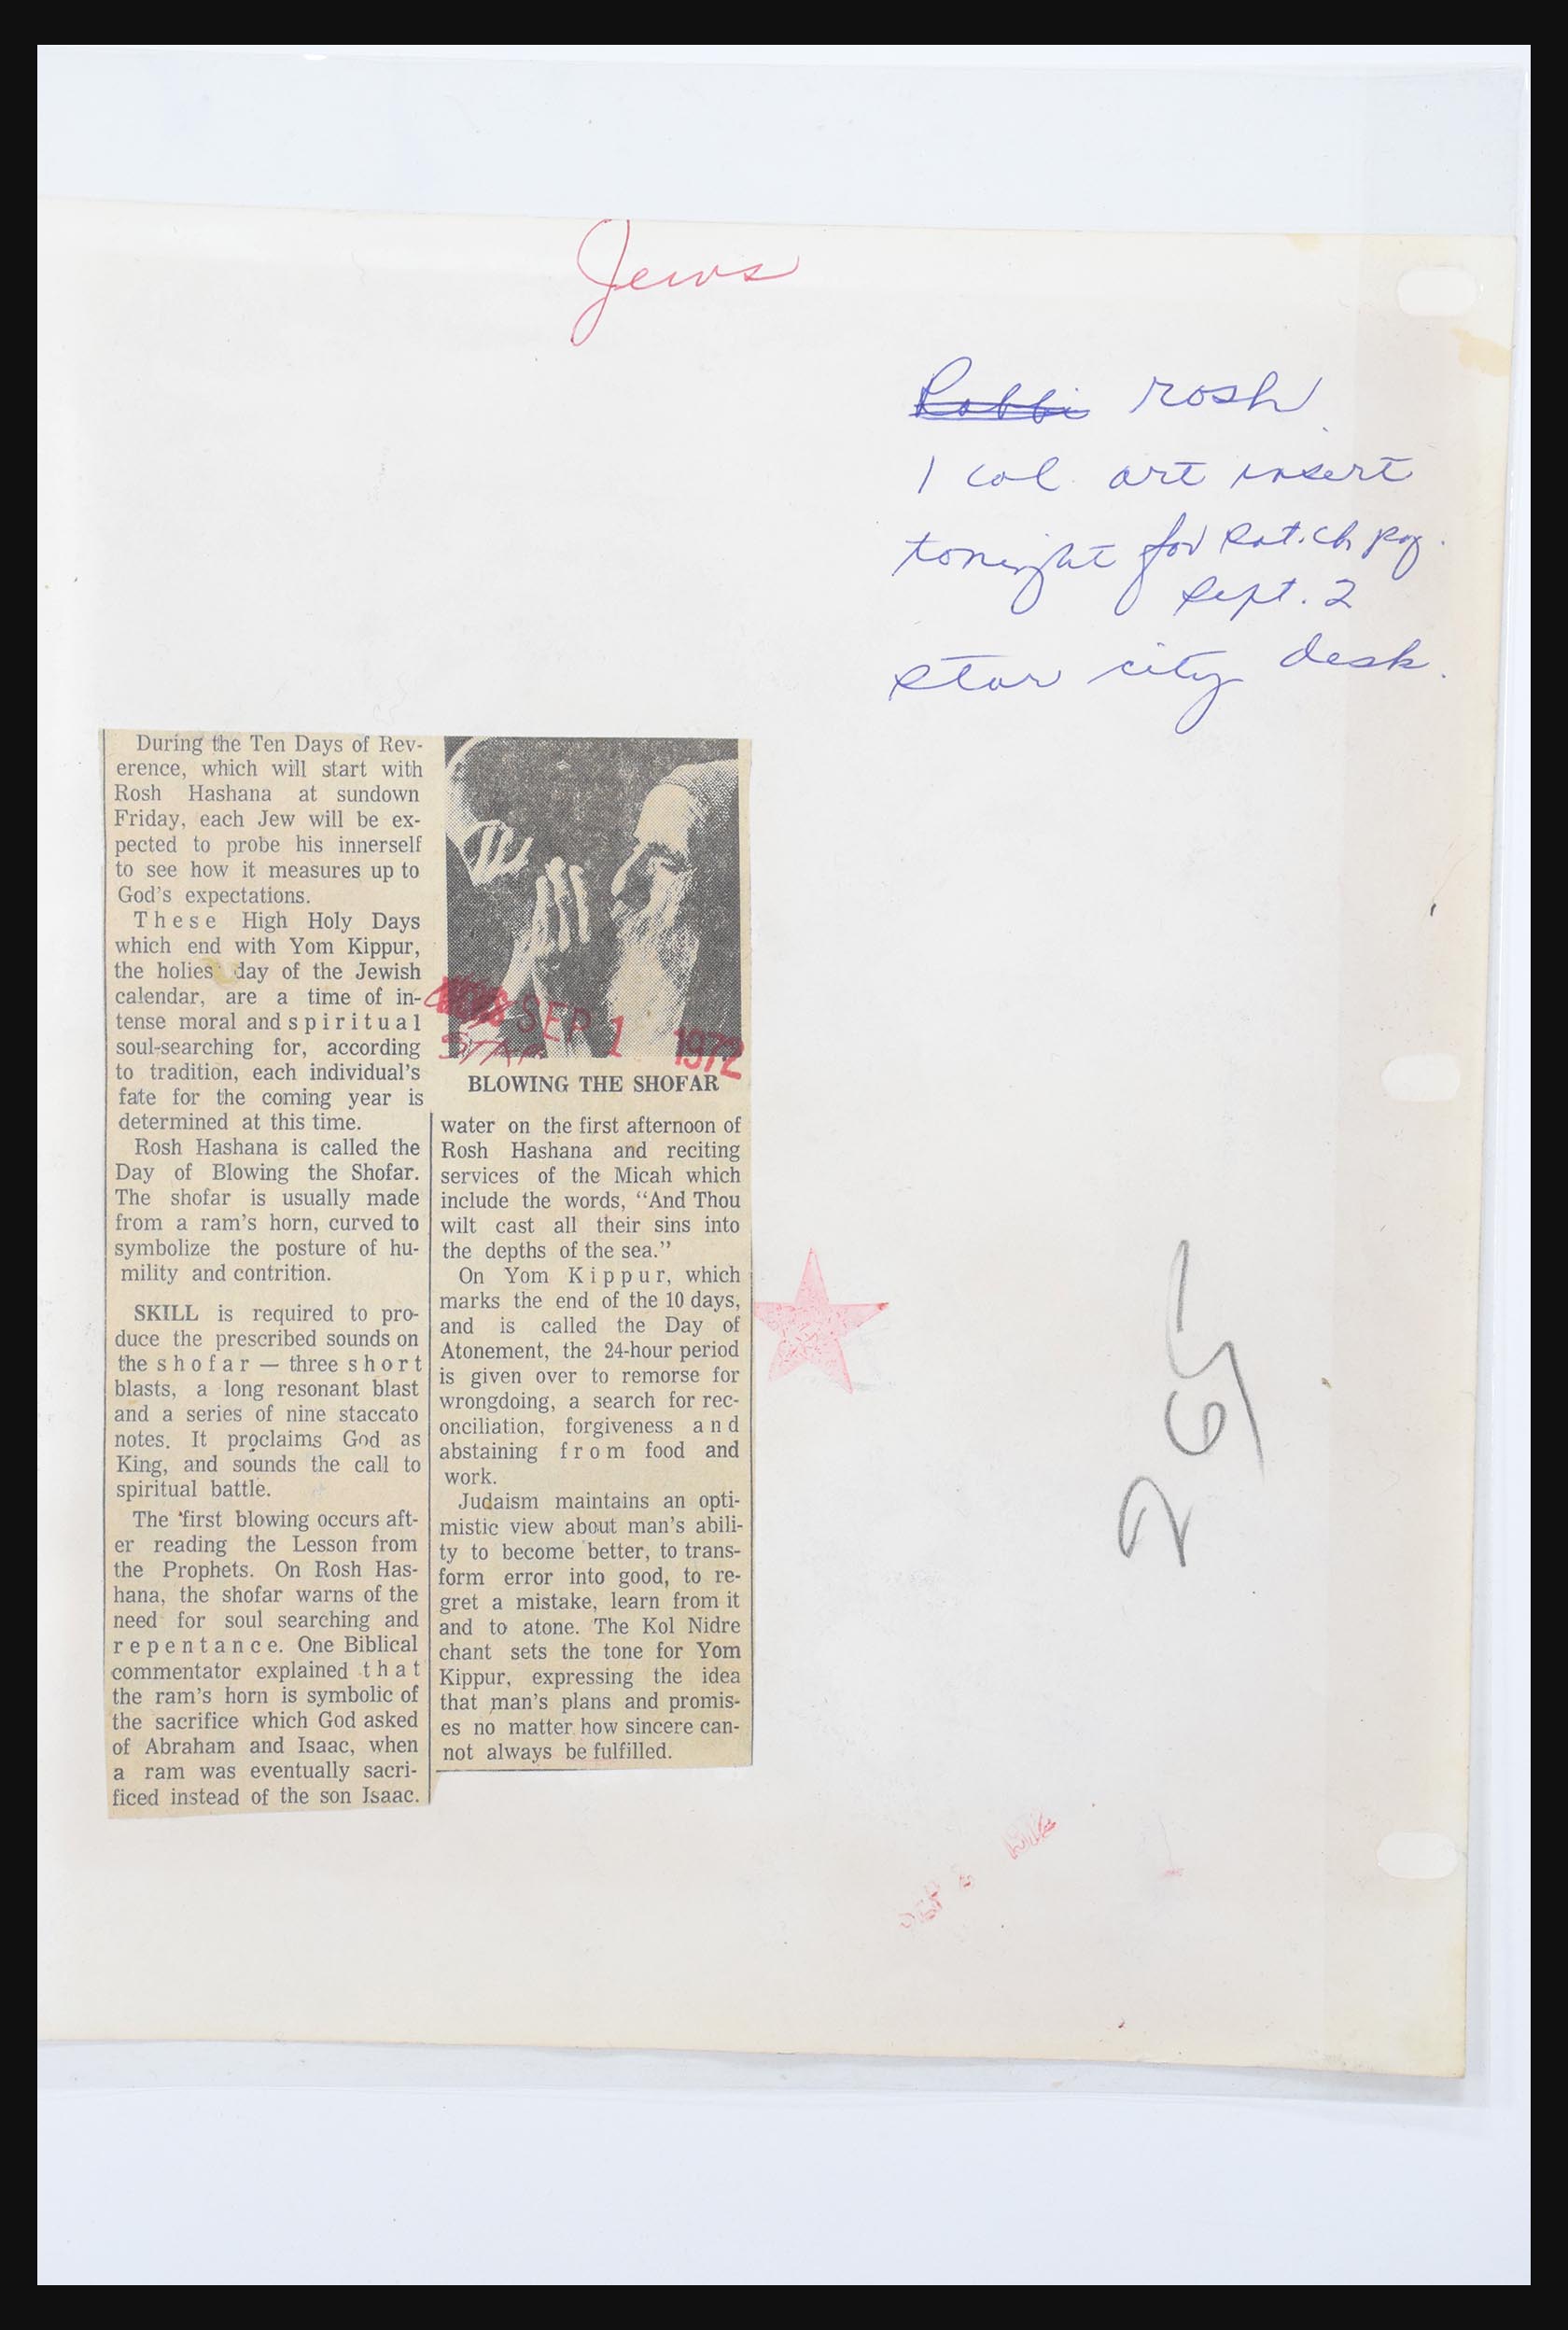 Jews
Rabbi rosh
1 col art insert
tonight for Sat. ch pg.
Sept. 2
Star city desk.
During the Ten Days of Rev-
erence, which will start with
Rosh Hashana at sundown
Friday, each Jew will be ex-
pected to probe his innerself
to see how it measures up to
God's expectations.
These High Holy Days
which end with Yom Kippur,
the holies day of the Jewish
calendar, are a time of in-
tense moral and spiritual
soul-searching for, according
to tradition, each individual's
fate for the coming year is
determined at this time.
Rosh Hashana is called the
Day of Blowing the Shofar.
The shofar is usually made
from a ram's horn, curved to
symbolize the posture of hu-
mility and contrition.
SKILL is required to pro-
duce the prescribed sounds on
the shofar — three short
blasts, a long resonant blast
and a series of nine staccato
notes. It proclaims God as
King, and sounds the call to
spiritual battle.
The first blowing occurs aft-
er reading the Lesson from
the Prophets. On Rosh Has-
hana, the shofar warns of the
need for soul searching and
repentance. One Biblical
commentator explained that
the ram's horn is symbolic of
the sacrifice which God asked
of Abraham and Isaac, when
a ram was eventually sacri-
ficed instead of the son Isaac.
SEP 1 1972
STAR
BLOWING THE SHOFAR
water on the first afternoon of
Rosh Hashana and reciting
services of the Micah which
include the words, "And Thou
wilt cast all their sins into
the depths of the sea."
On Yom Kippur, which
marks the end of the 10 days,
and is called the Day of
Atonement, the 24-hour period
is given over to remorse for
wrongdoing, a search for rec-
onciliation, forgiveness and
abstaining from food and
work.
Judaism maintains an opti-
mistic view about man's abili-
ty to become better, to trans-
form error into good, to re-
gret a mistake, learn from it
and to atone. The Kol Nidre
chant sets the tone for Yom
Kippur, expressing the idea
that man's plans and promis-
es no matter how sincere can-
not always be fulfilled.
265